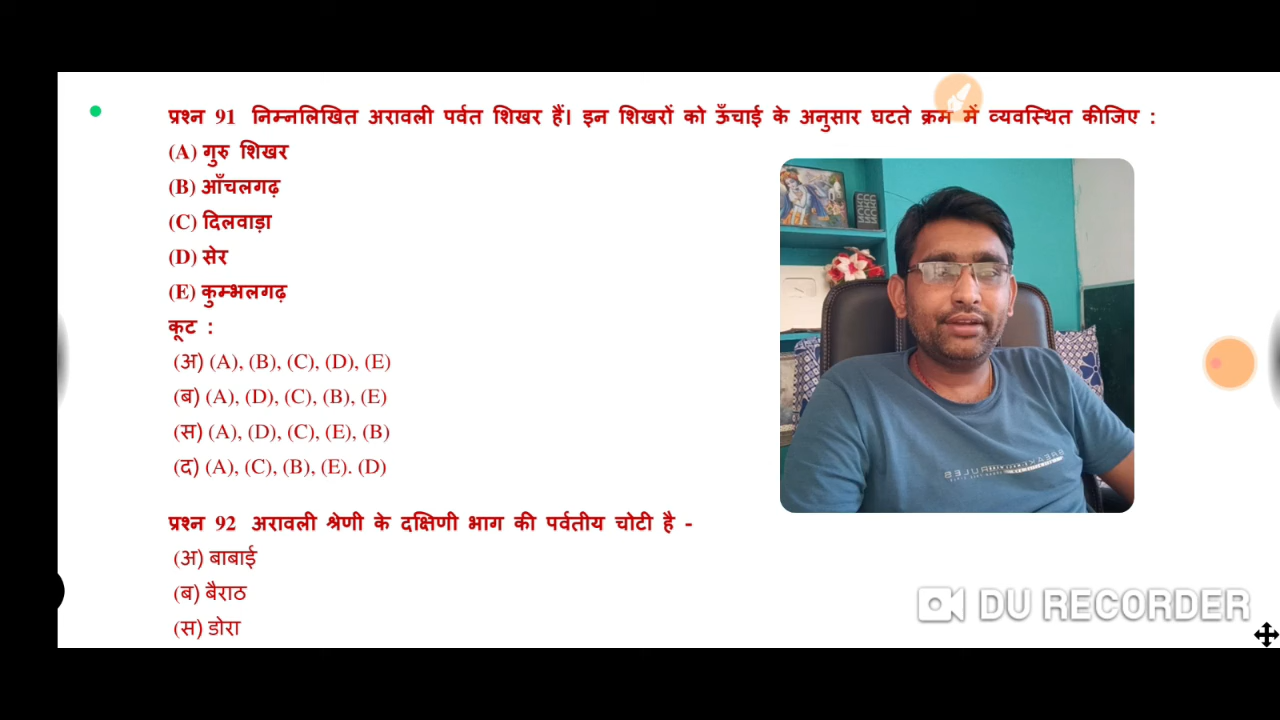 प्रश्न 91 निम्नलिखित अरावली पर्वत शिखर हैं। इन शिखरों को ऊँचाई के अनुसार घटते क्रम में व्यवस्थित कीजिए :
(A) गुरु शिखर
(B) आँचलगढ़
(C) दिलवाड़ा
(D) सेर
(E) कुम्भलगढ़
कूट :
(अ) (A), (B), (C), (D), (E)
(ब) (A), (D), (C), (B), (E)
(स) (A), (D), (C), (E), (B)
(द) (A), (C), (B), (E). (D)
प्रश्न 92 अरावली श्रेणी के दक्षिणी भाग की पर्वतीय चोटी है -
(अ) बाबाई
(ब) बैराठ
(स) डोरा
DU RECORDER